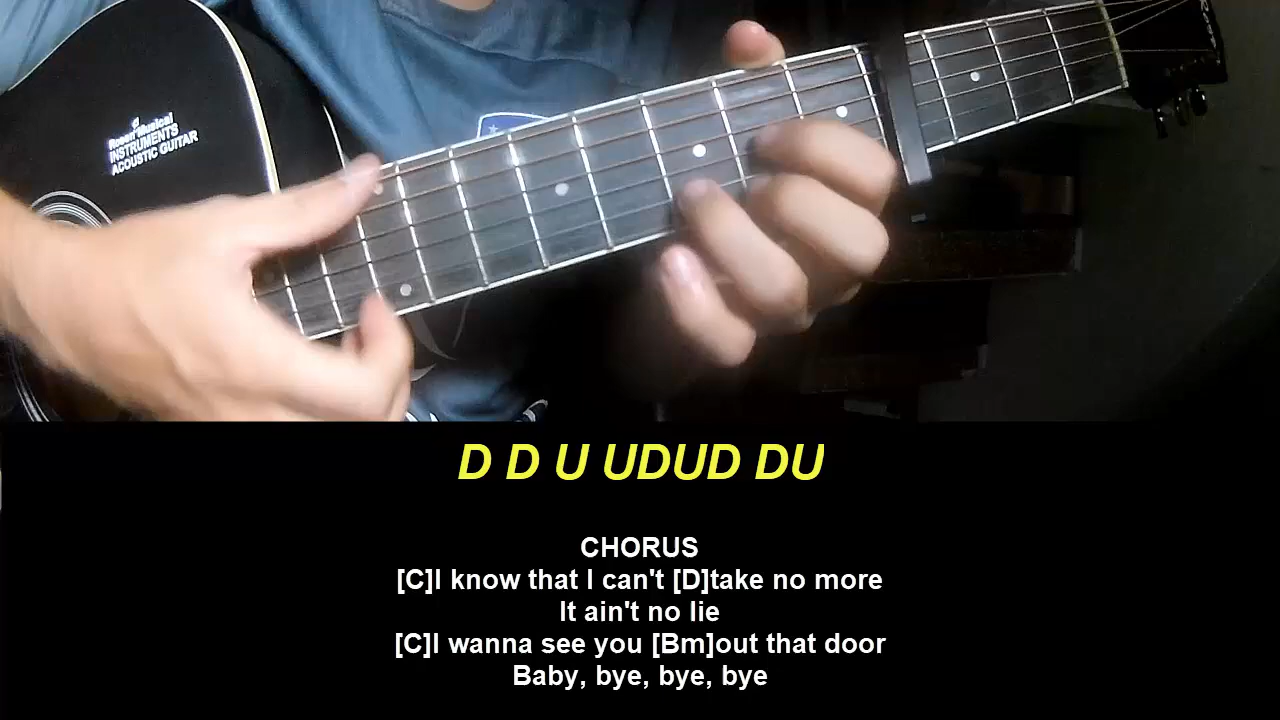 Recen Musical
INSTRUMENTS
ACOUSTIC GUITAR
D D U UDUD DU
CHORUS
[C]I know that I can't [D]take no more
It ain't no lie
[C]I wanna see you [Bm]out that door
Baby, bye, bye, bye